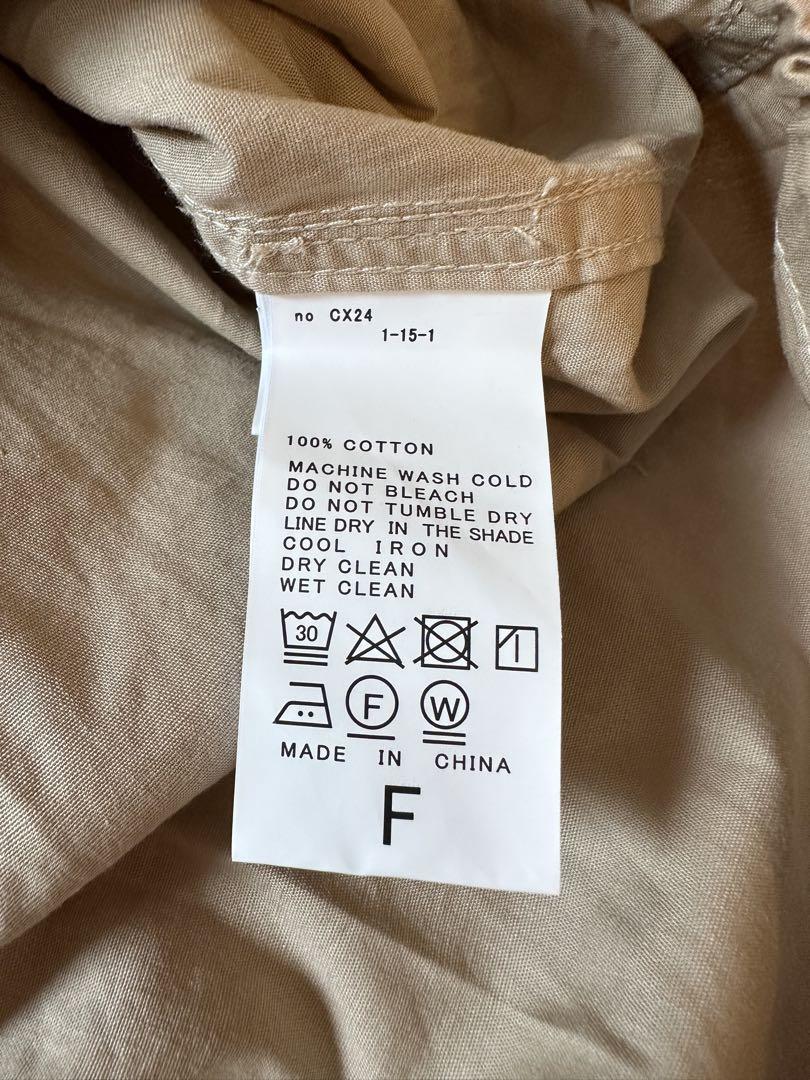 no CX24
1-15-1
100% COTTON
MACHINE WASH COLD
DO NOT BLEACH
DO NOT TUMBLE DRY
LINE DRY IN THE SHADE
COOL IRON
DRY CLEAN
WET CLEAN
30
F W
MADE IN CHINA
F